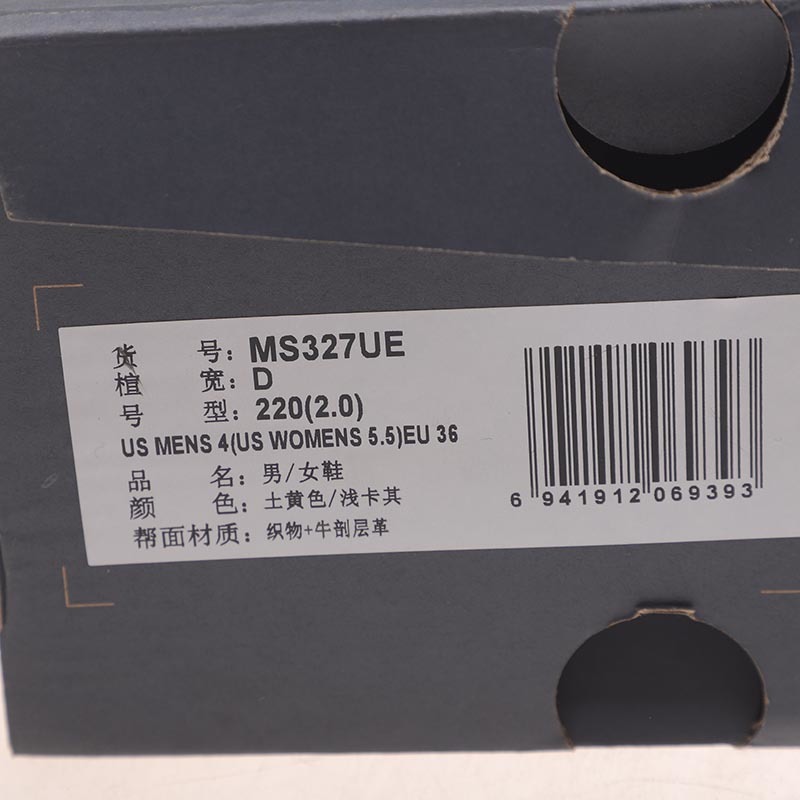 货 号：MS327UE
楦 宽：D
号 型：220(2.0)
US MENS 4(US WOMENS 5.5)EU 36
品 名：男/女鞋
颜 色：土黄色/浅卡其
帮面材质：织物+牛剖层革
6 941912 069393